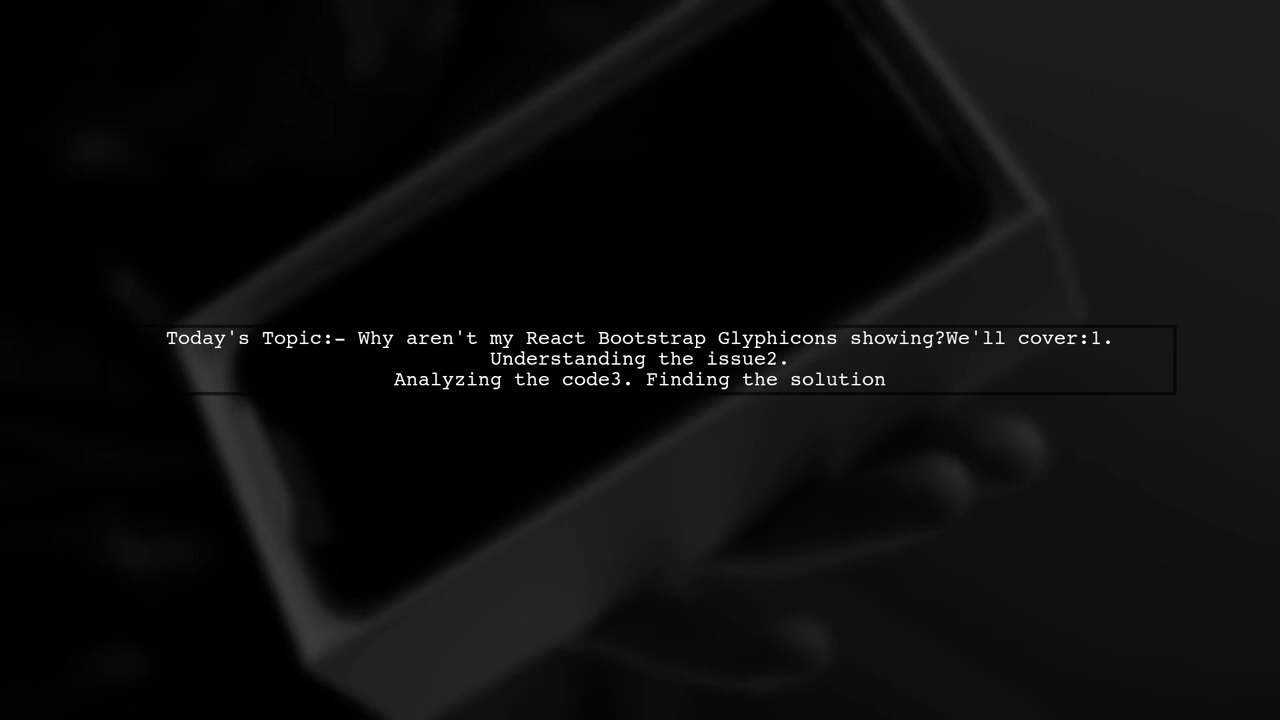 Today's Topic:- Why aren't my React Bootstrap Glyphicons showing?We'll cover:1.
Understanding the issue2.
Analyzing the code3. Finding the solution